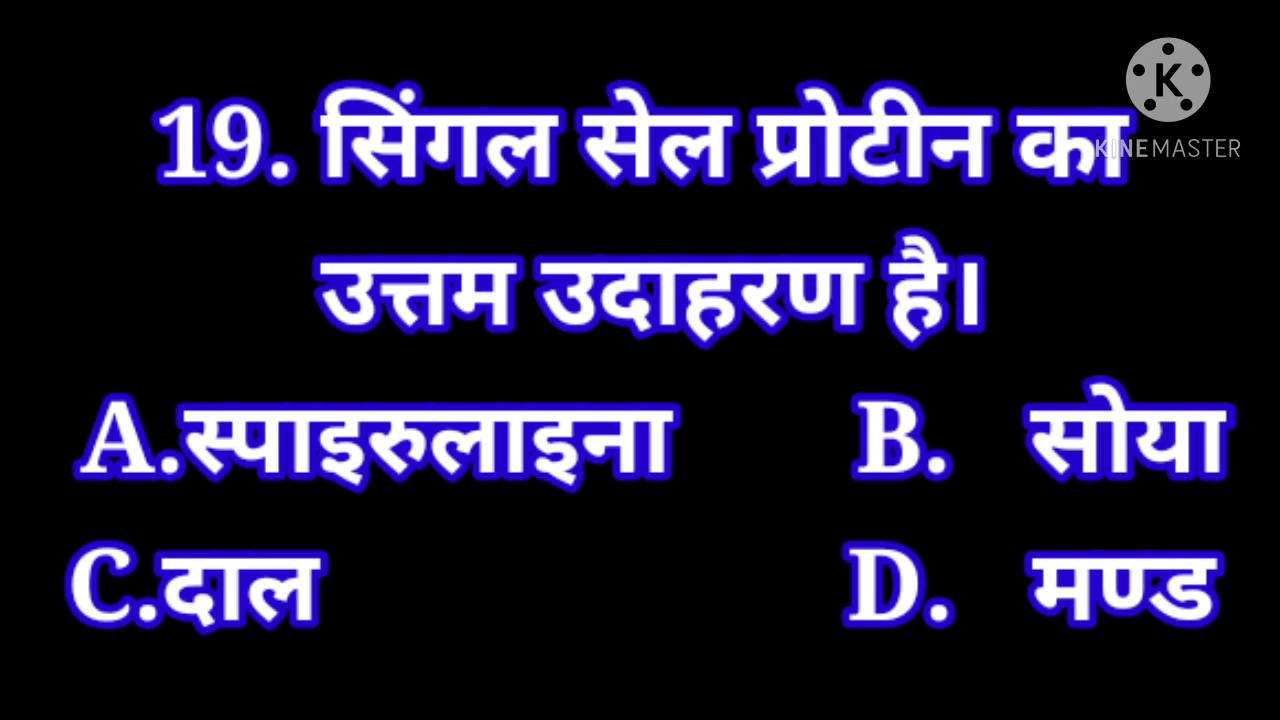 K
KINEMASTER
19. सिंगल सेल प्रोटीन का
उत्तम उदाहरण है।
A.स्पाइरुलाइना B. सोया
C.दाल D. मण्ड